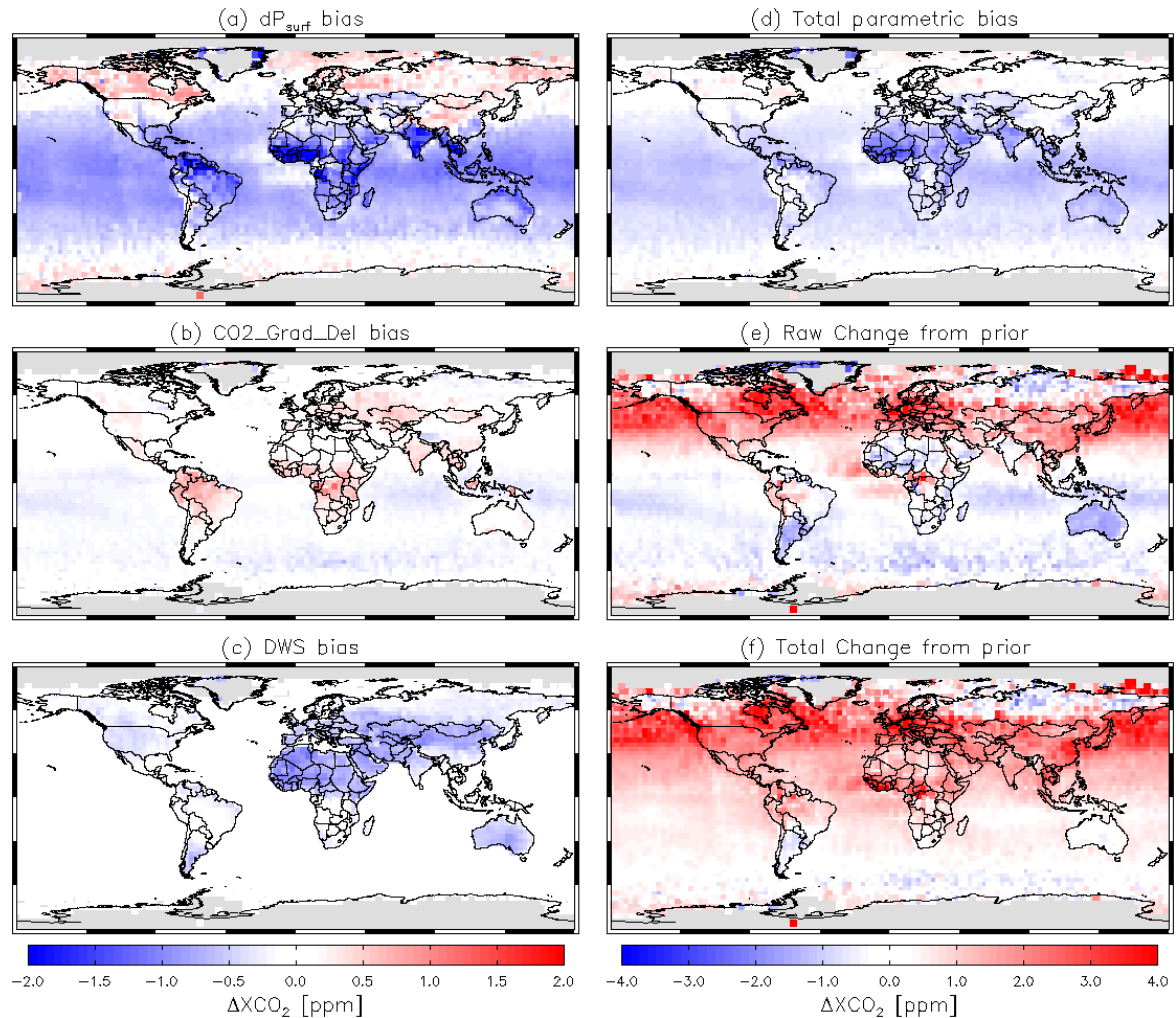 (a) dPsurf bias
(d) Total parametric bias
(b) CO2_Grad_Del bias
(e) Raw Change from prior
(c) DWS bias
(f) Total Change from prior
-2.0 -1.5 -1.0 -0.5 0.0 0.5 1.0 1.5 2.0
ΔXCO₂ [ppm]
-4.0 -3.0 -2.0 -1.0 0.0 1.0 2.0 3.0 4.0
ΔXCO₂ [ppm]